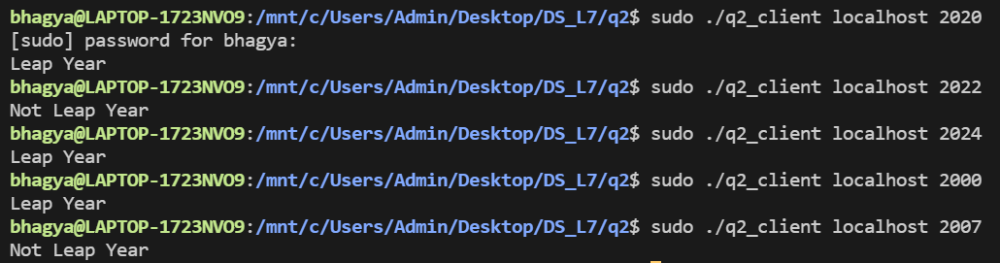 bhagya@LAPTOP-1723NVO9:/mnt/c/Users/Admin/Desktop/DS_L7/q2$ sudo ./q2_client localhost 2020
[sudo] password for bhagya:
Leap Year
bhagya@LAPTOP-1723NVO9:/mnt/c/Users/Admin/Desktop/DS_L7/q2$ sudo ./q2_client localhost 2022
Not Leap Year
bhagya@LAPTOP-1723NVO9:/mnt/c/Users/Admin/Desktop/DS_L7/q2$ sudo ./q2_client localhost 2024
Leap Year
bhagya@LAPTOP-1723NVO9:/mnt/c/Users/Admin/Desktop/DS_L7/q2$ sudo ./q2_client localhost 2000
Leap Year
bhagya@LAPTOP-1723NVO9:/mnt/c/Users/Admin/Desktop/DS_L7/q2$ sudo ./q2_client localhost 2007
Not Leap Year